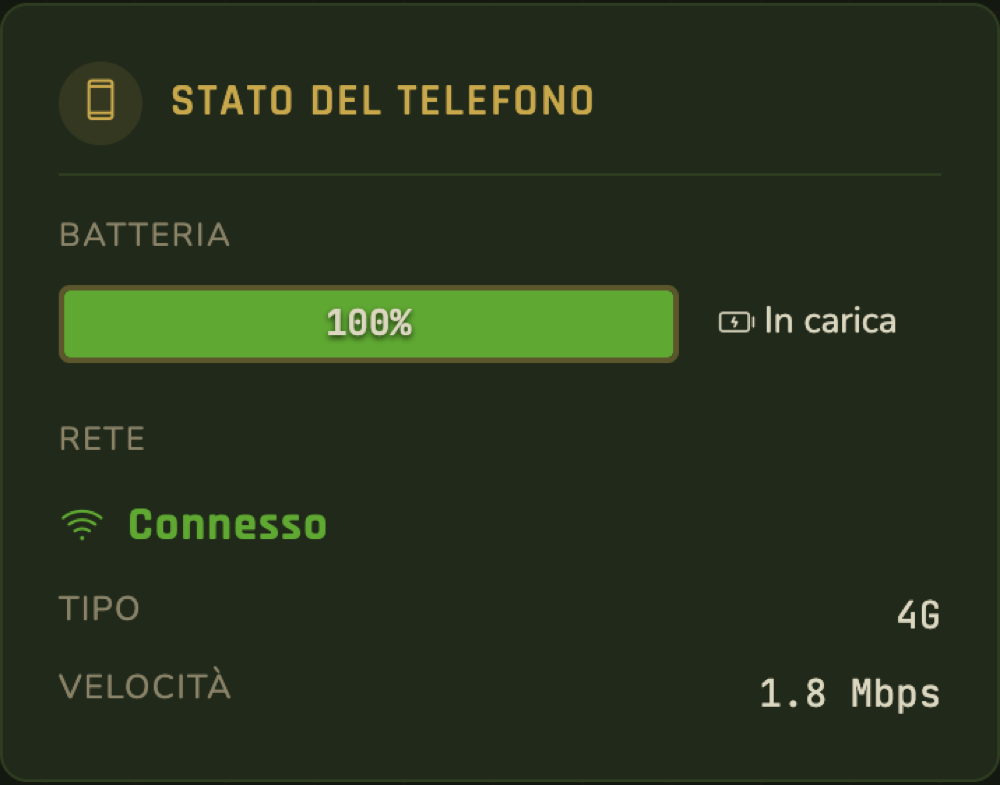 STATO DEL TELEFONO
BATTERIA
100%
In carica
RETE
Connesso
TIPO
4G
VELOCITÀ
1.8 Mbps